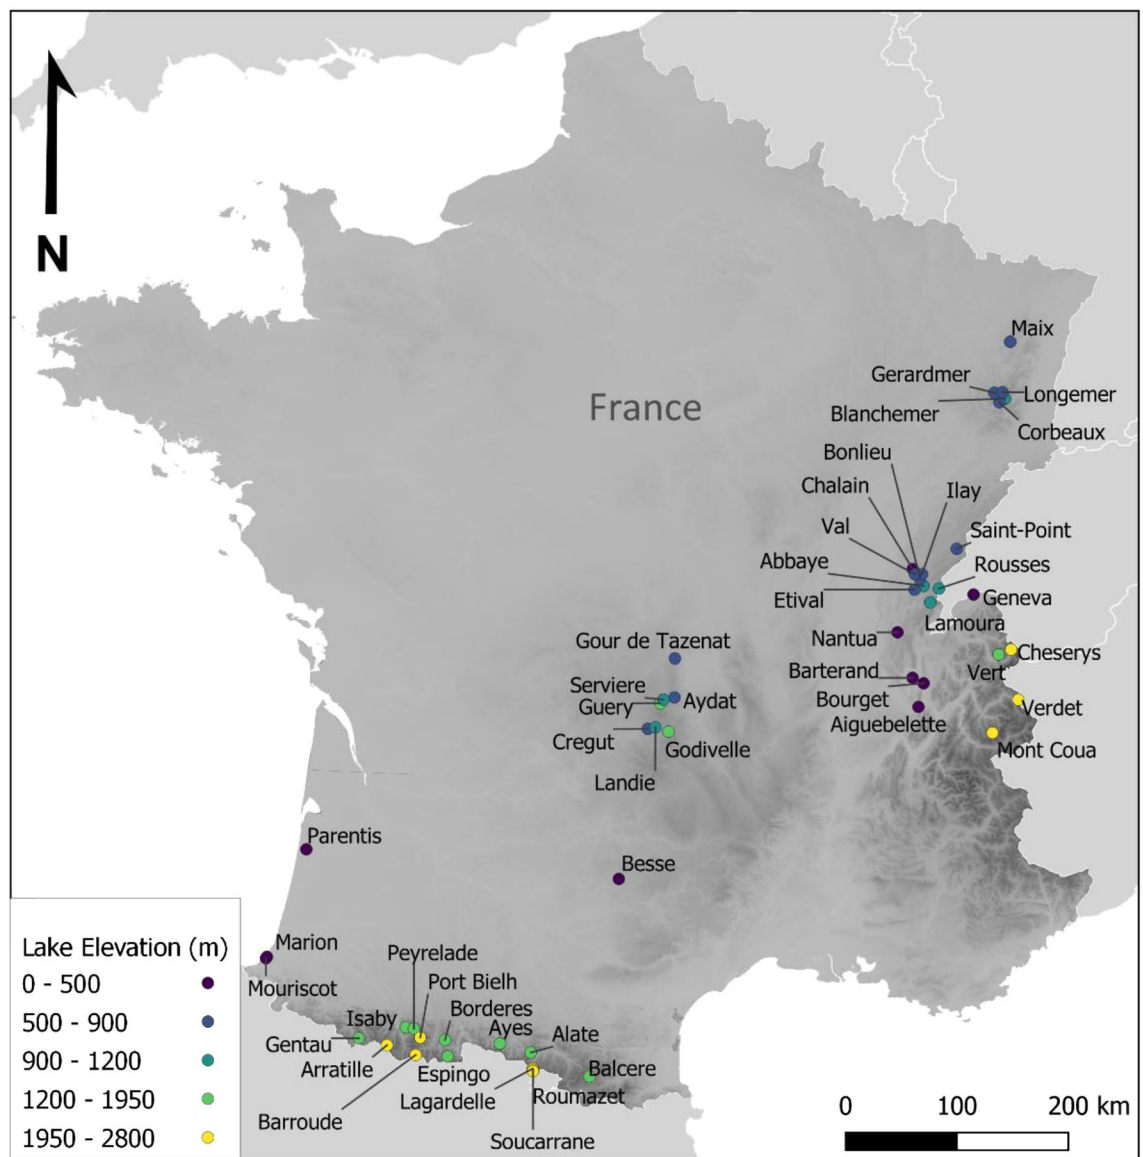 N
France
Maix
Gerardmer
Longemer
Blanchemer
Corbeaux
Bonlieu
Chalain
Ilay
Val
Saint-Point
Abbaye
Rousses
Etival
Geneva
Lamoura
Nantua
Gour de Tazenat
Cheserys
Vert
Barterand
Serviere
Aydat
Bourget
Guery
Verdet
Aiguebelette
Cregut
Godivelle
Mont Coua
Landie
Parentis
Besse
Marion
Mouriscot
Peyrelade
Port Bielh
Isaby
Borderes
Ayes
Alate
Gentau
Arratille
Espingo
Balcere
Lagardelle
Roumazet
Barroude
Soucarrane
Lake Elevation (m)
0 - 500
500 - 900
900 - 1200
1200 - 1950
1950 - 2800
0 100 200 km